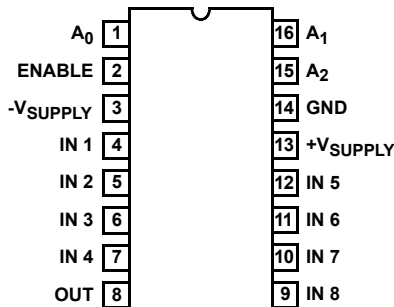 A0 1 16 A1
ENABLE 2 15 A2
-VSUPPLY 3 14 GND
IN 1 4 13 +VSUPPLY
IN 2 5 12 IN 5
IN 3 6 11 IN 6
IN 4 7 10 IN 7
OUT 8 9 IN 8